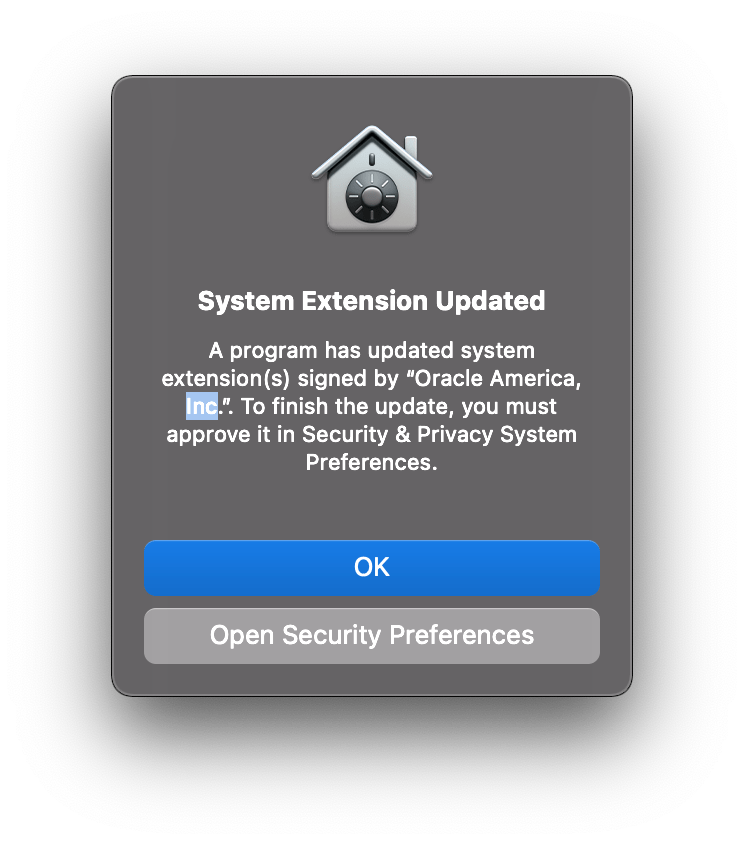 System Extension Updated
A program has updated system
extension(s) signed by “Oracle America,
Inc.”. To finish the update, you must
approve it in Security & Privacy System
Preferences.
OK
Open Security Preferences